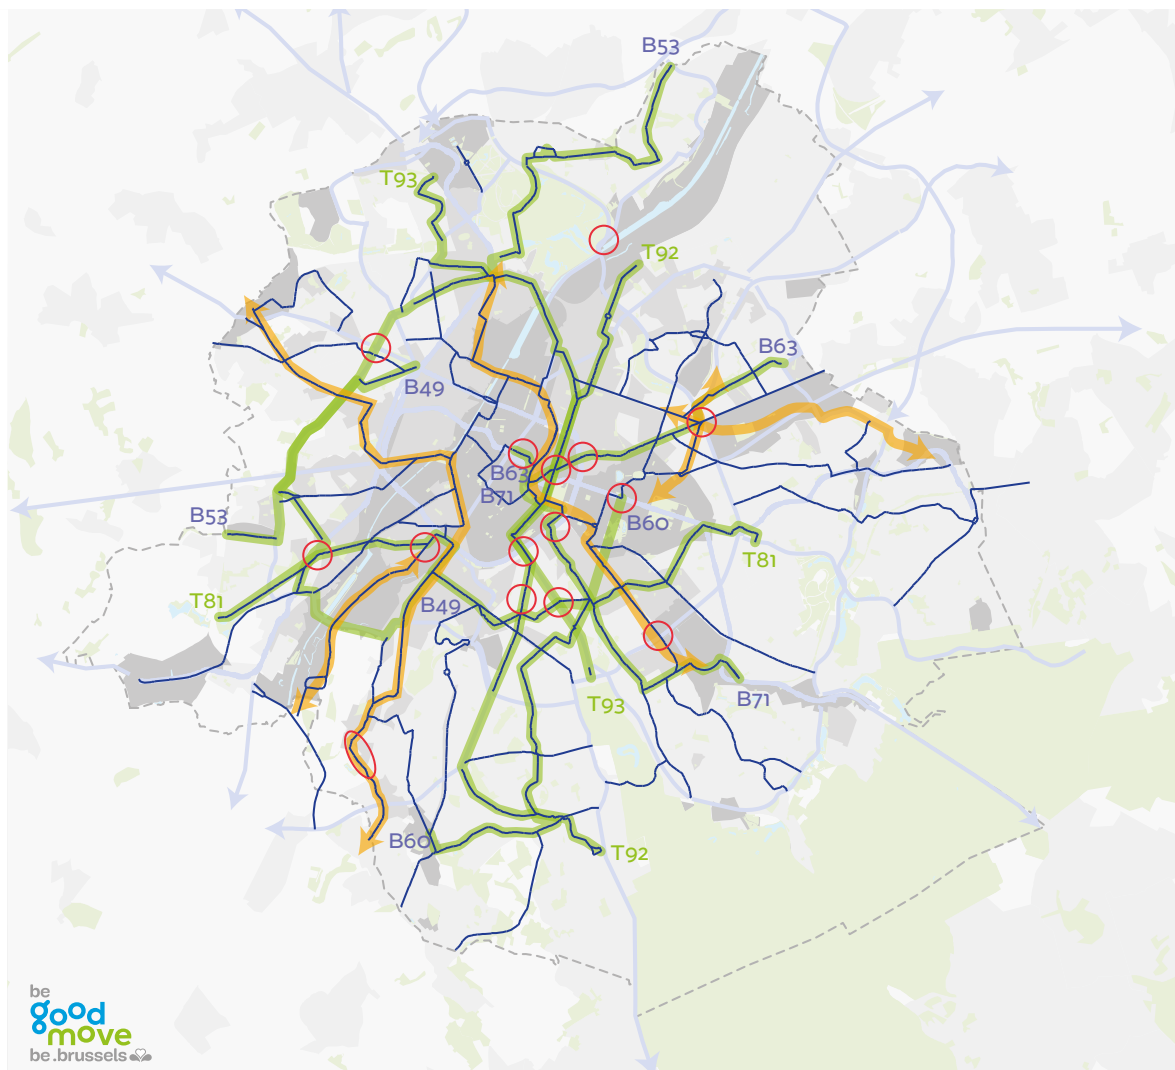 B53
T93
T92
B63
B49
B63
B71
B53
B60
T81
T81
B49
T93
B71
B60
T92
be
good
move
be.brussels